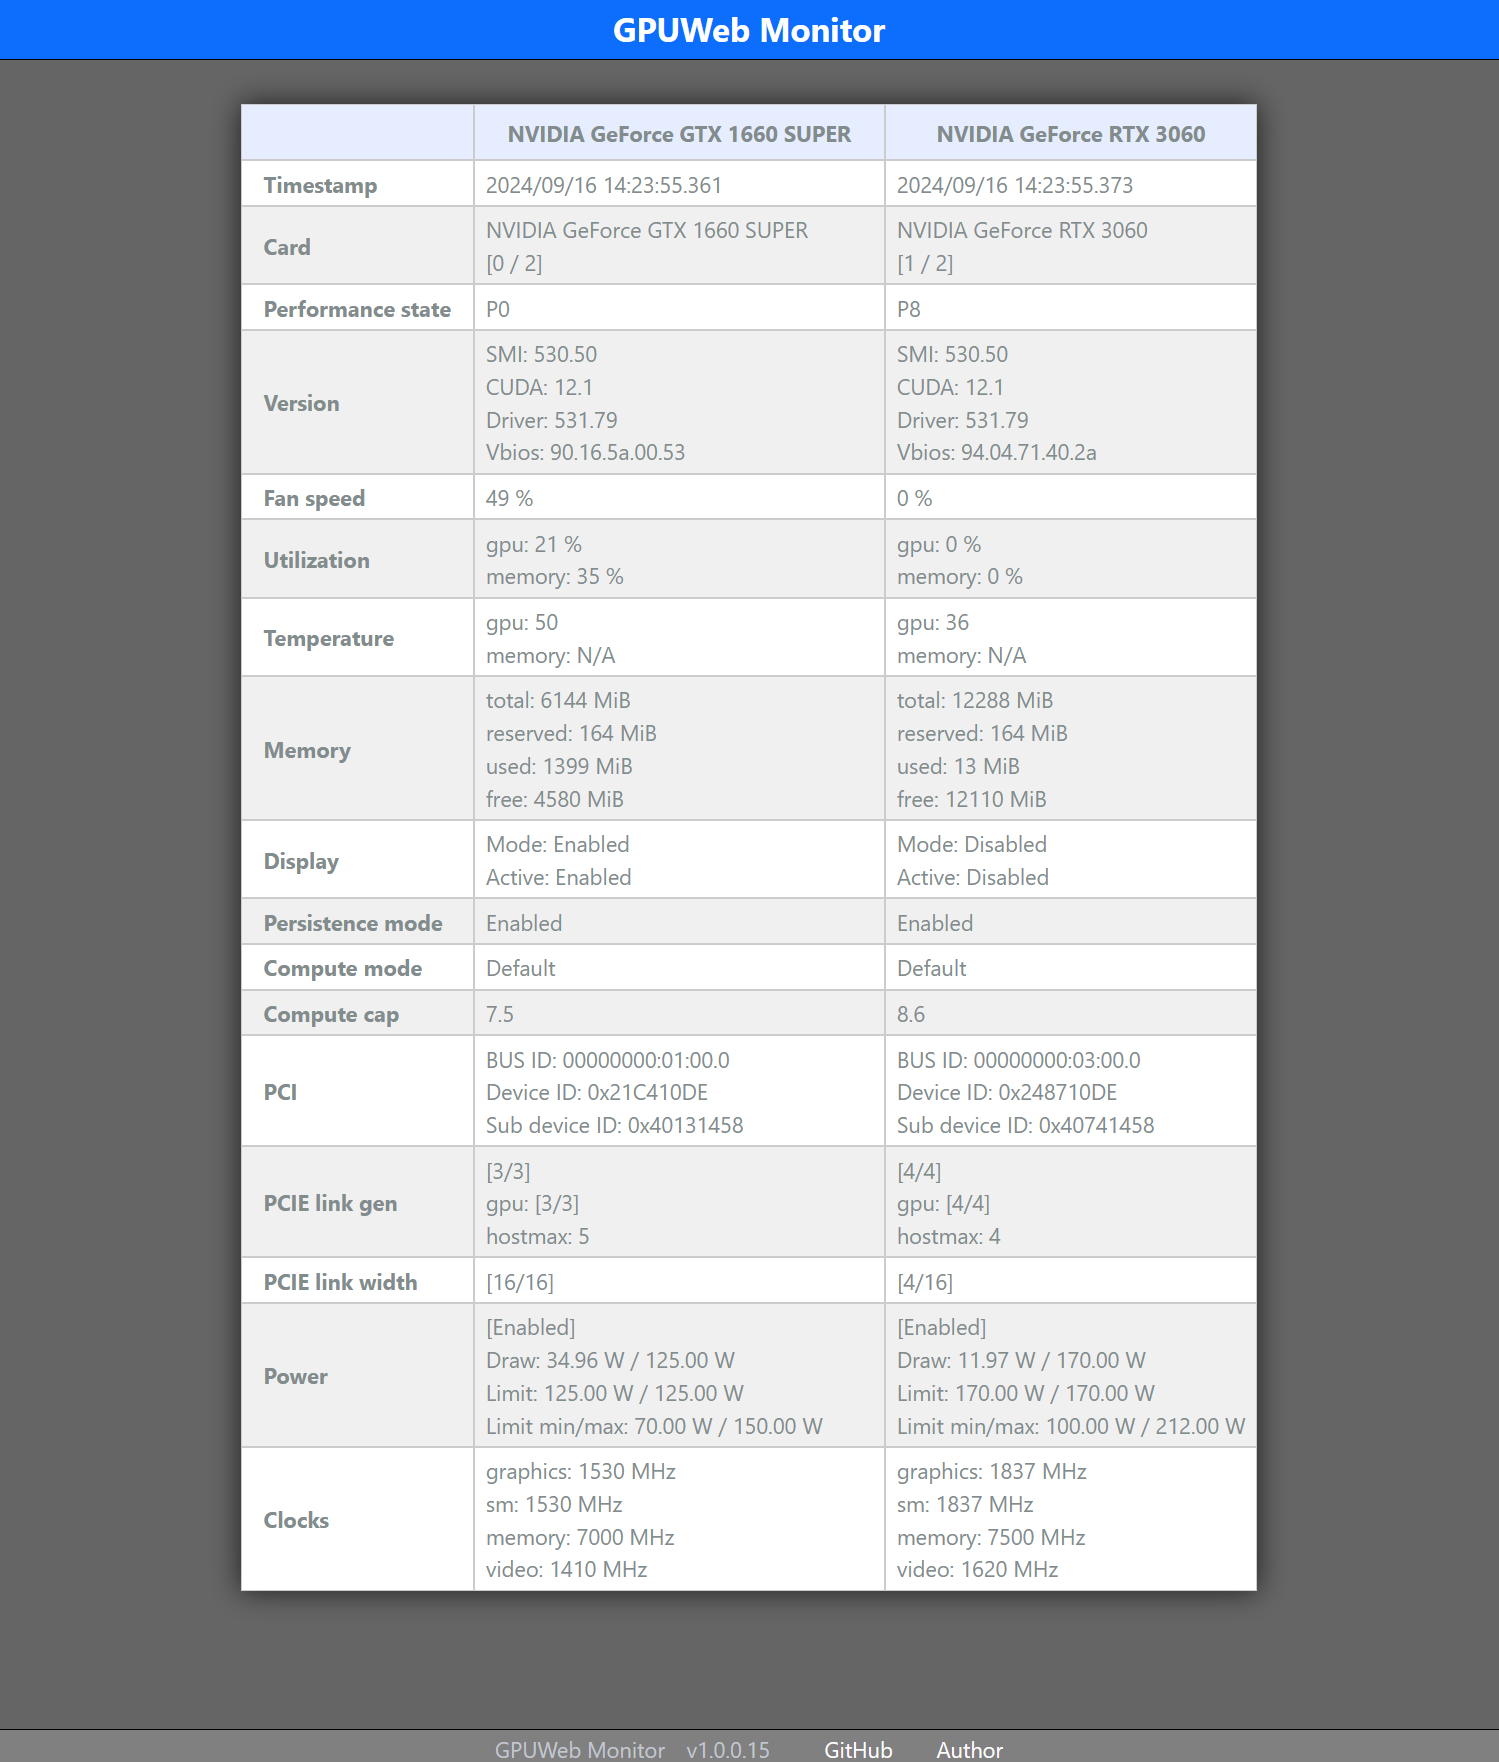 GPUWeb Monitor
NVIDIA GeForce GTX 1660 SUPER NVIDIA GeForce RTX 3060
Timestamp 2024/09/16 14:23:55.361 2024/09/16 14:23:55.373
Card
NVIDIA GeForce GTX 1660 SUPER
[0 / 2]
NVIDIA GeForce RTX 3060
[1 / 2]
Performance state P0 P8
Version
SMI: 530.50
CUDA: 12.1
Driver: 531.79
Vbios: 90.16.5a.00.53
SMI: 530.50
CUDA: 12.1
Driver: 531.79
Vbios: 94.04.71.40.2a
Fan speed 49 % 0 %
Utilization
gpu: 21 %
memory: 35 %
gpu: 0 %
memory: 0 %
Temperature
gpu: 50
memory: N/A
gpu: 36
memory: N/A
Memory
total: 6144 MiB
reserved: 164 MiB
used: 1399 MiB
free: 4580 MiB
total: 12288 MiB
reserved: 164 MiB
used: 13 MiB
free: 12110 MiB
Display
Mode: Enabled
Active: Enabled
Mode: Disabled
Active: Disabled
Persistence mode Enabled Enabled
Compute mode Default Default
Compute cap 7.5 8.6
PCI
BUS ID: 00000000:01:00.0
Device ID: 0x21C410DE
Sub device ID: 0x40131458
BUS ID: 00000000:03:00.0
Device ID: 0x248710DE
Sub device ID: 0x40741458
PCIE link gen
[3/3]
gpu: [3/3]
hostmax: 5
[4/4]
gpu: [4/4]
hostmax: 4
PCIE link width [16/16] [4/16]
Power
[Enabled]
Draw: 34.96 W / 125.00 W
Limit: 125.00 W / 125.00 W
Limit min/max: 70.00 W / 150.00 W
[Enabled]
Draw: 11.97 W / 170.00 W
Limit: 170.00 W / 170.00 W
Limit min/max: 100.00 W / 212.00 W
Clocks
graphics: 1530 MHz
sm: 1530 MHz
memory: 7000 MHz
video: 1410 MHz
graphics: 1837 MHz
sm: 1837 MHz
memory: 7500 MHz
video: 1620 MHz
GPUWeb Monitor v1.0.0.15 GitHub Author